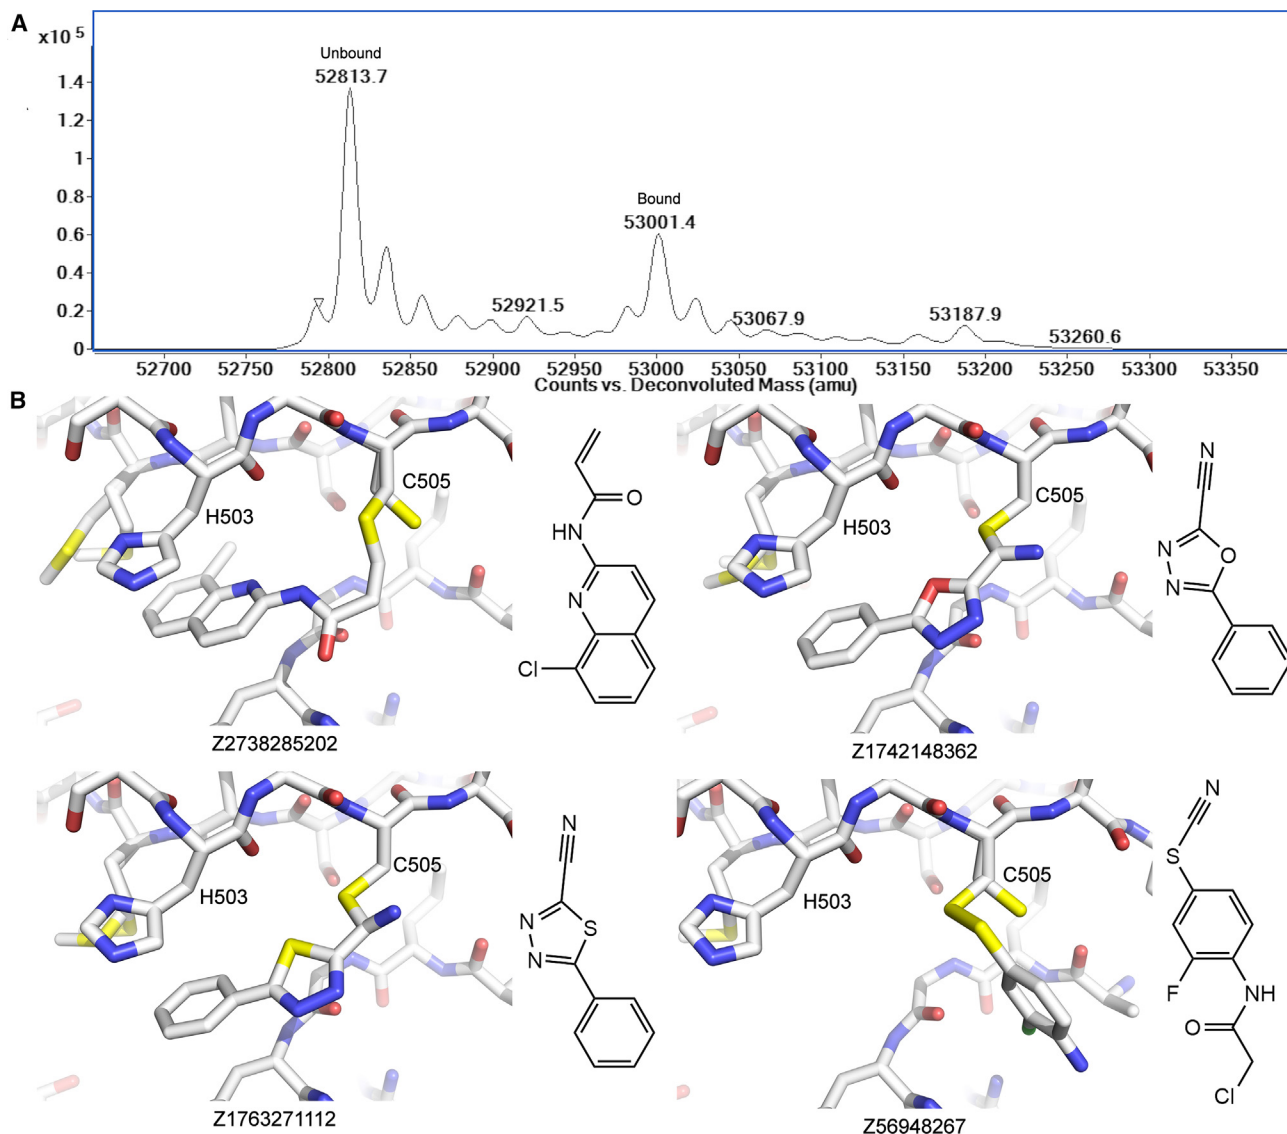 A
x10 5
Unbound
52813.7
1.4
1.2
1
0.8
0.6
0.4
0.2
0
Bound
53001.4
52921.5
53067.9
53187.9
53260.6
52700 52750 52800 52850 52900 52950 53000 53050 53100 53150 53200 53250 53300 53350
Counts vs. Deconvoluted Mass (amu)
B
H503
C505
O
HN
N
Cl
Z2738285202
H503
C505
N
N
O
N
Z1742148362
H503
C505
N
N
S
N
Z1763271112
H503
C505
N
S
F
NH
O
Cl
Z56948267